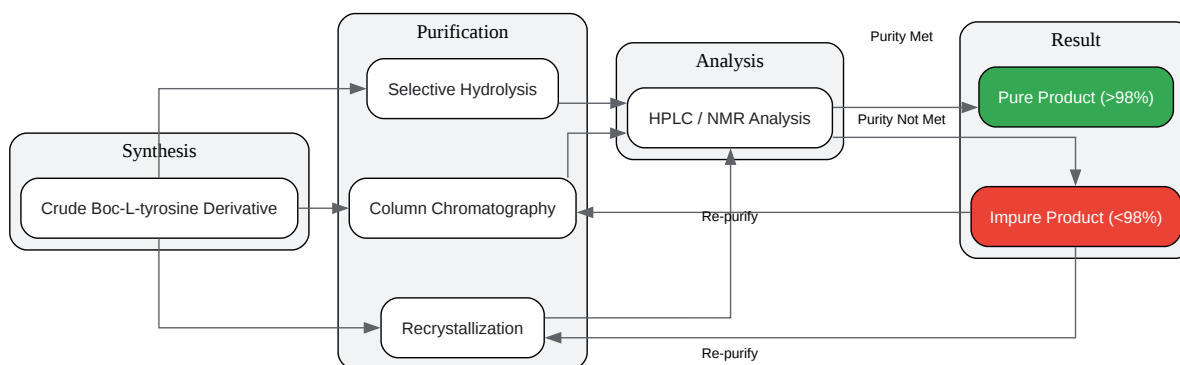 Purification
Purity Met
Result
Analysis
Selective Hydrolysis
Pure Product (>98%)
HPLC / NMR Analysis
Purity Not Met
Synthesis
Crude Boc-L-tyrosine Derivative
Column Chromatography
Re-purify
Impure Product (<98%)
Recrystallization
Re-purify